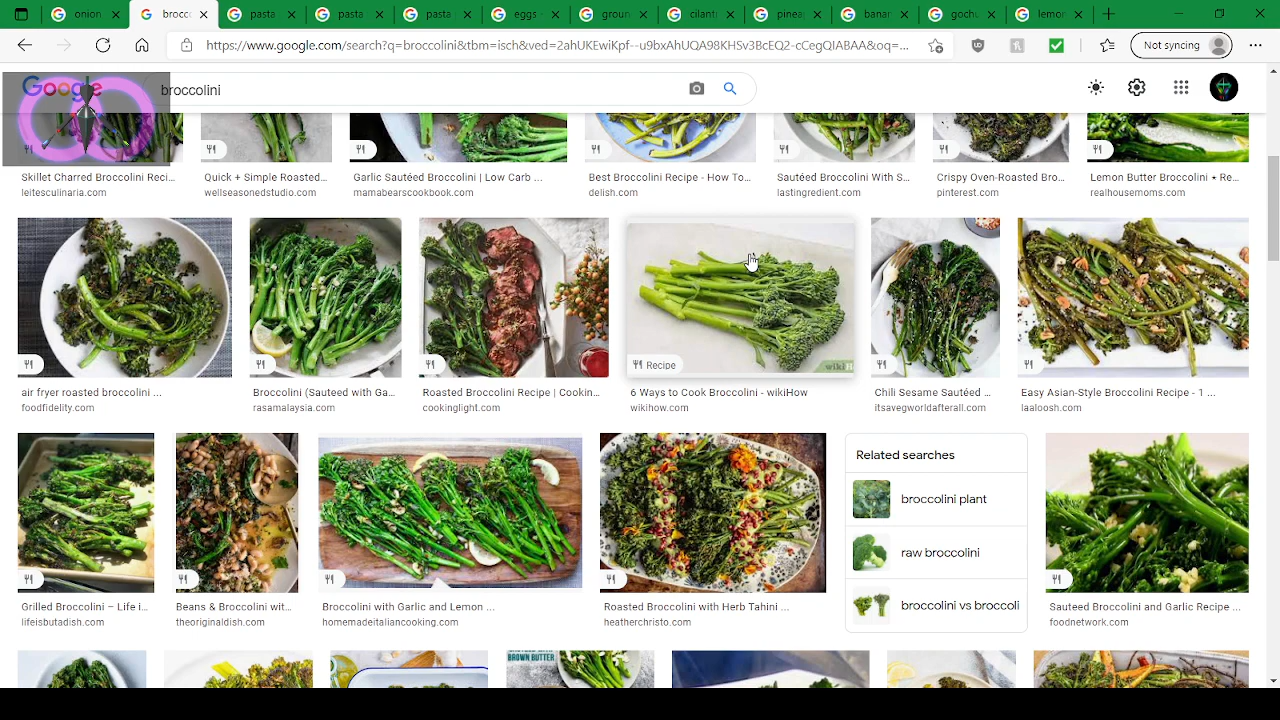 onion
brocc
pasta
pasta
pasta
eggs -
groun
cilanti
pinea
banar
gochu
lemon
https://www.google.com/search?q=broccolini&tbm=isch&ved=2ahUKEwiKpf--u9bxAhUQA98KHSv3BcEQ2-cCegQIABAA&oq=...
Not syncing
Google
broccolini
Skillet Charred Broccolini Reci...
leitesculinaria.com
Quick + Simple Roasted...
wellseasonedstudio.com
Garlic Sautéed Broccolini | Low Carb ...
mamabearscookbook.com
Best Broccolini Recipe - How To...
delish.com
Sautéed Broccolini With S...
lastingredient.com
Crispy Oven-Roasted Bro...
pinterest.com
Lemon Butter Broccolini ⋆ Re...
realhousemoms.com
Recipe
wikiH
air fryer roasted broccolini ...
foodfidelity.com
Broccolini (Sauteed with Ga...
rasamalaysia.com
Roasted Broccolini Recipe | Cookin...
cookinglight.com
6 Ways to Cook Broccolini - wikiHow
wikihow.com
Chili Sesame Sautéed ...
itsavegworldafterall.com
Easy Asian-Style Broccolini Recipe - 1 ...
laaloosh.com
Related searches
broccolini plant
raw broccolini
broccolini vs broccoli
Grilled Broccolini – Life i...
lifeisbutadish.com
Beans & Broccolini wit...
theoriginaldish.com
Broccolini with Garlic and Lemon ...
homemadeitaliancooking.com
Roasted Broccolini with Herb Tahini ...
heatherchristo.com
Sauteed Broccolini and Garlic Recipe ...
foodnetwork.com
BROWN BUTTER